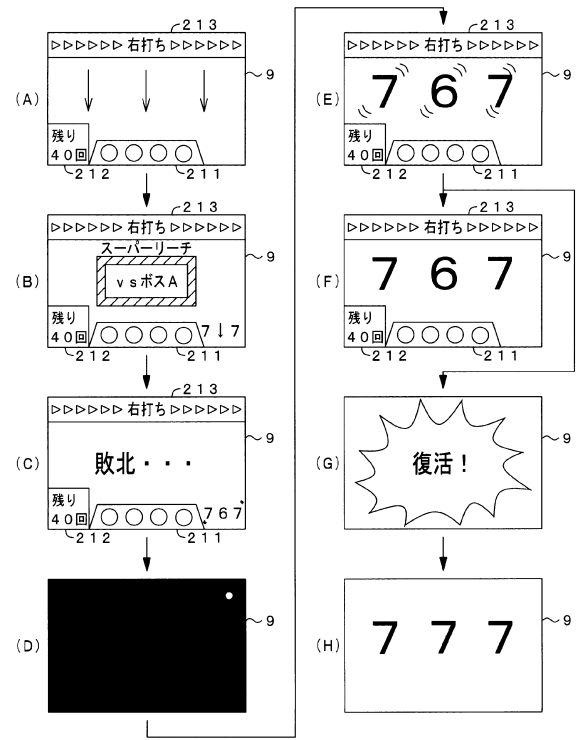 213
▷▷▷▷▷▷ 右打ち ▷▷▷▷▷▷
9
(A)
残り
40回
212
211
213
▷▷▷▷▷▷ 右打ち ▷▷▷▷▷▷
スーパーリーチ
9
(B)
vsボスA
残り
40回
7↓7
212
211
213
▷▷▷▷▷▷ 右打ち ▷▷▷▷▷▷
9
(C)
敗北・・・
残り
40回
767
212
211
(D)
9
213
▷▷▷▷▷▷ 右打ち ▷▷▷▷▷▷
9
(E)
7 6 7
残り
40回
212
211
213
▷▷▷▷▷▷ 右打ち ▷▷▷▷▷▷
9
(F)
7 6 7
残り
40回
212
211
9
(G)
復活！
9
(H)
7 7 7